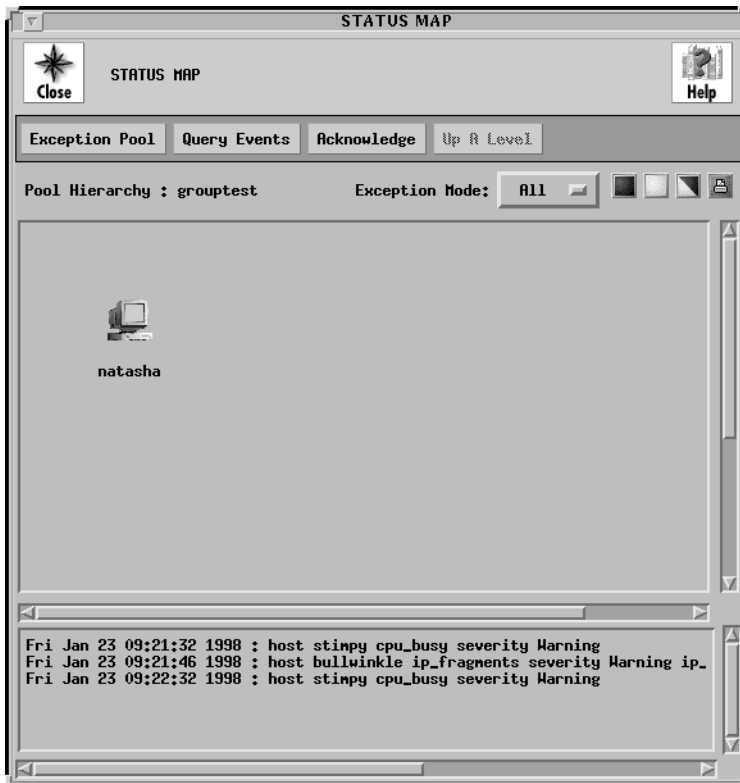 STATUS MAP
Close
STATUS MAP
Help
Exception Pool Query Events Acknowledge Up A Level
Pool Hierarchy : grouptest Exception Mode: All
natasha
Fri Jan 23 09:21:32 1998 : host stimpy cpu_busy severity Warning
Fri Jan 23 09:21:46 1998 : host bullwinkle ip_fragments severity Warning ip_
Fri Jan 23 09:22:32 1998 : host stimpy cpu_busy severity Warning